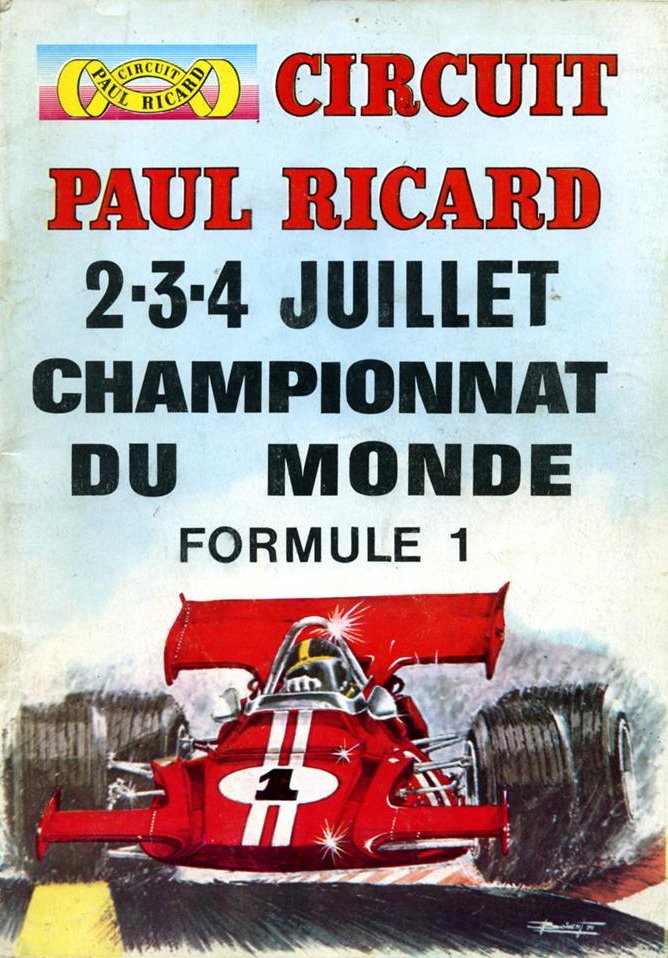 CIRCUIT
PAUL RICARD
CIRCUIT
PAUL RICARD
2·3·4 JUILLET
CHAMPIONNAT
DU MONDE
FORMULE 1
1